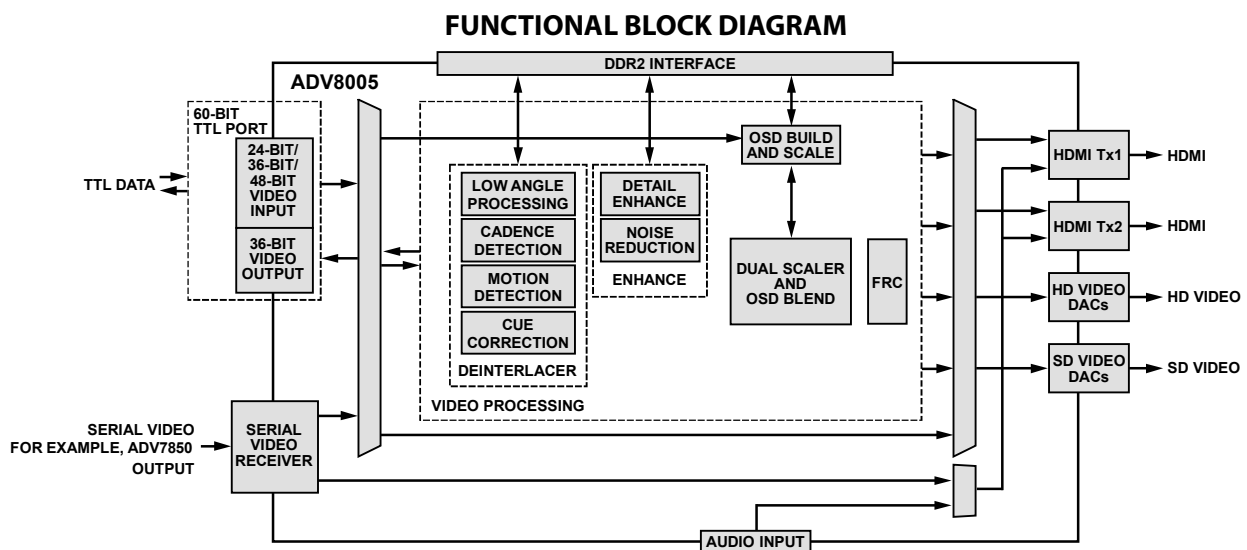 FUNCTIONAL BLOCK DIAGRAM
DDR2 INTERFACE
ADV8005
60-BIT
TTL PORT
24-BIT/
36-BIT/
48-BIT
VIDEO
INPUT
TTL DATA
36-BIT
VIDEO
OUTPUT
OSD BUILD
AND SCALE
LOW ANGLE
PROCESSING
CADENCE
DETECTION
MOTION
DETECTION
CUE
CORRECTION
DEINTERLACER
DETAIL
ENHANCE
NOISE
REDUCTION
ENHANCE
DUAL SCALER
AND
OSD BLEND
FRC
VIDEO PROCESSING
HDMI Tx1
HDMI
HDMI Tx2
HDMI
HD VIDEO
DACs
HD VIDEO
SD VIDEO
DACs
SD VIDEO
SERIAL VIDEO
FOR EXAMPLE, ADV7850
OUTPUT
SERIAL
VIDEO
RECEIVER
AUDIO INPUT